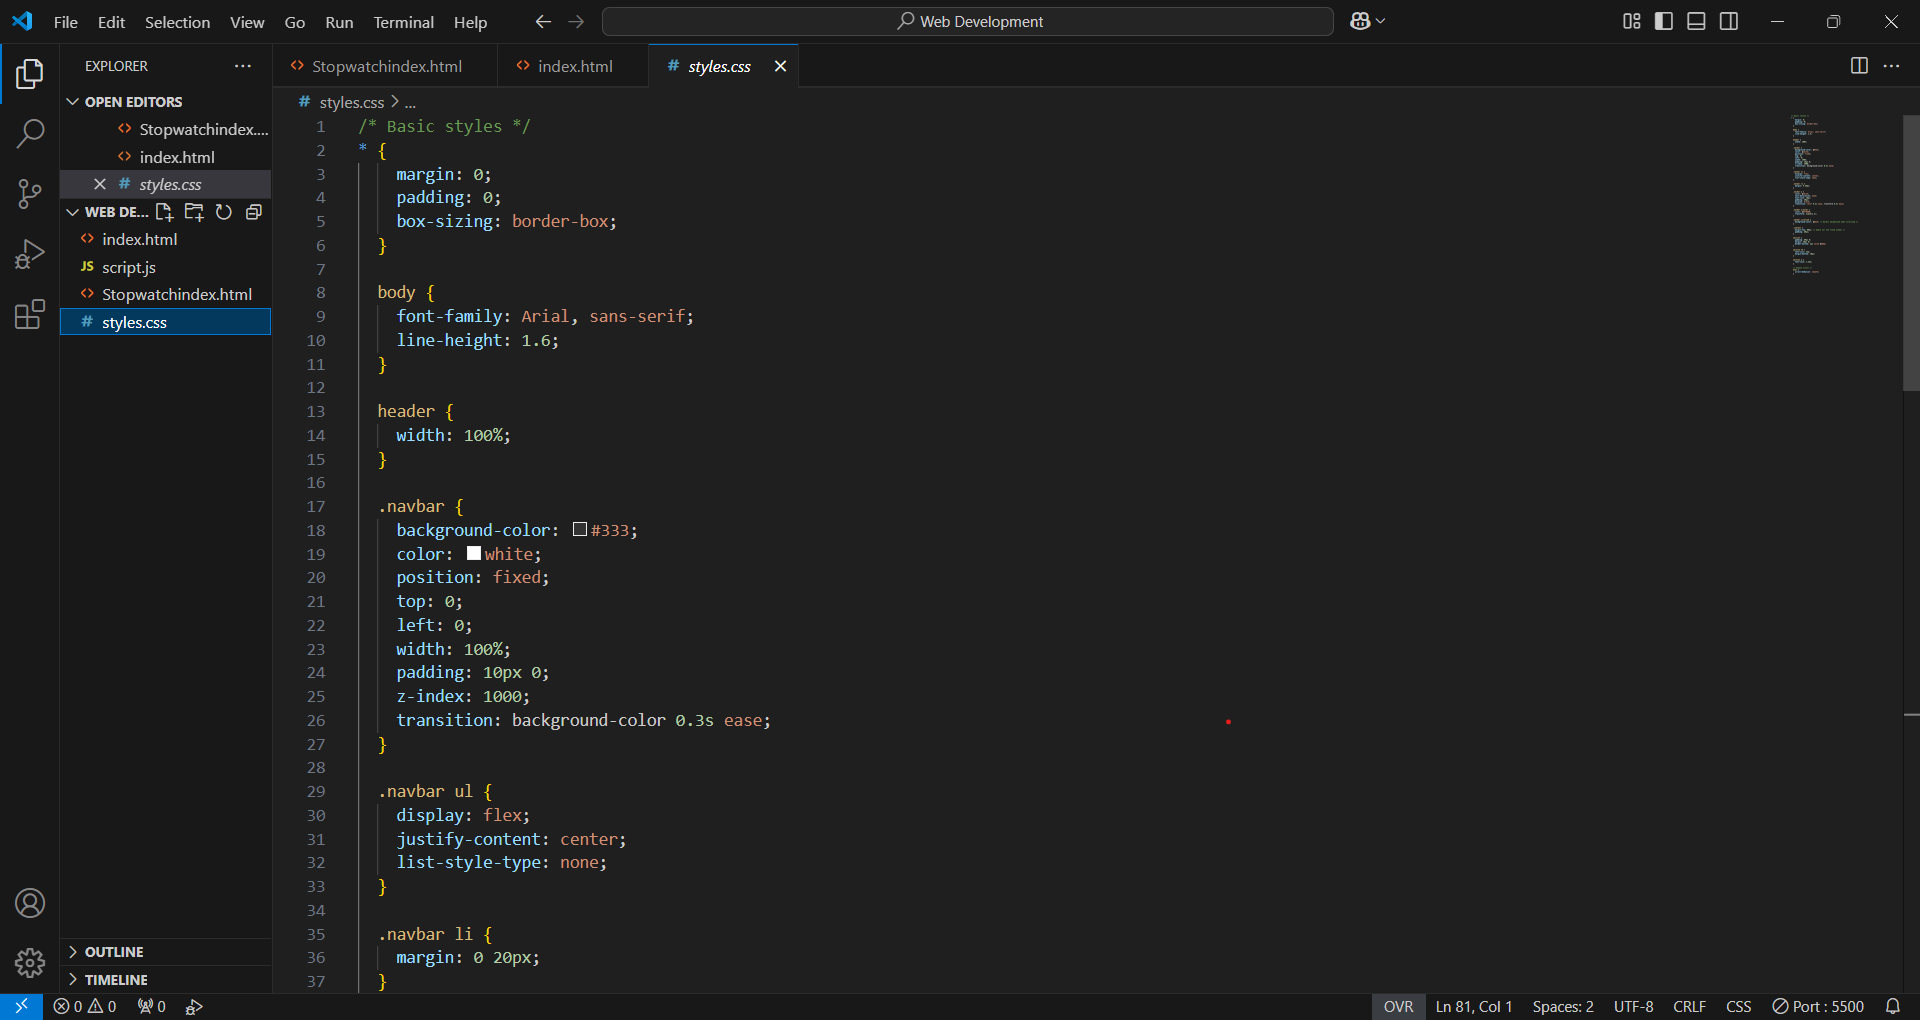 File Edit Selection View Go Run Terminal Help
Web Development
EXPLORER
OPEN EDITORS
Stopwatchindex....
index.html
styles.css
WEB DE...
index.html
JS script.js
Stopwatchindex.html
# styles.css
OUTLINE
TIMELINE
Stopwatchindex.html
index.html
# styles.css
# styles.css > ...
1 /* Basic styles */
2 * {
3 margin: 0;
4 padding: 0;
5 box-sizing: border-box;
6 }
7
8 body {
9 font-family: Arial, sans-serif;
10 line-height: 1.6;
11 }
12
13 header {
14 width: 100%;
15 }
16
17 .navbar {
18 background-color: #333;
19 color: white;
20 position: fixed;
21 top: 0;
22 left: 0;
23 width: 100%;
24 padding: 10px 0;
25 z-index: 1000;
26 transition: background-color 0.3s ease;
27 }
28
29 .navbar ul {
30 display: flex;
31 justify-content: center;
32 list-style-type: none;
33 }
34
35 .navbar li {
36 margin: 0 20px;
37 }
0 0 0
OVR Ln 81, Col 1 Spaces: 2 UTF-8 CRLF CSS Port : 5500